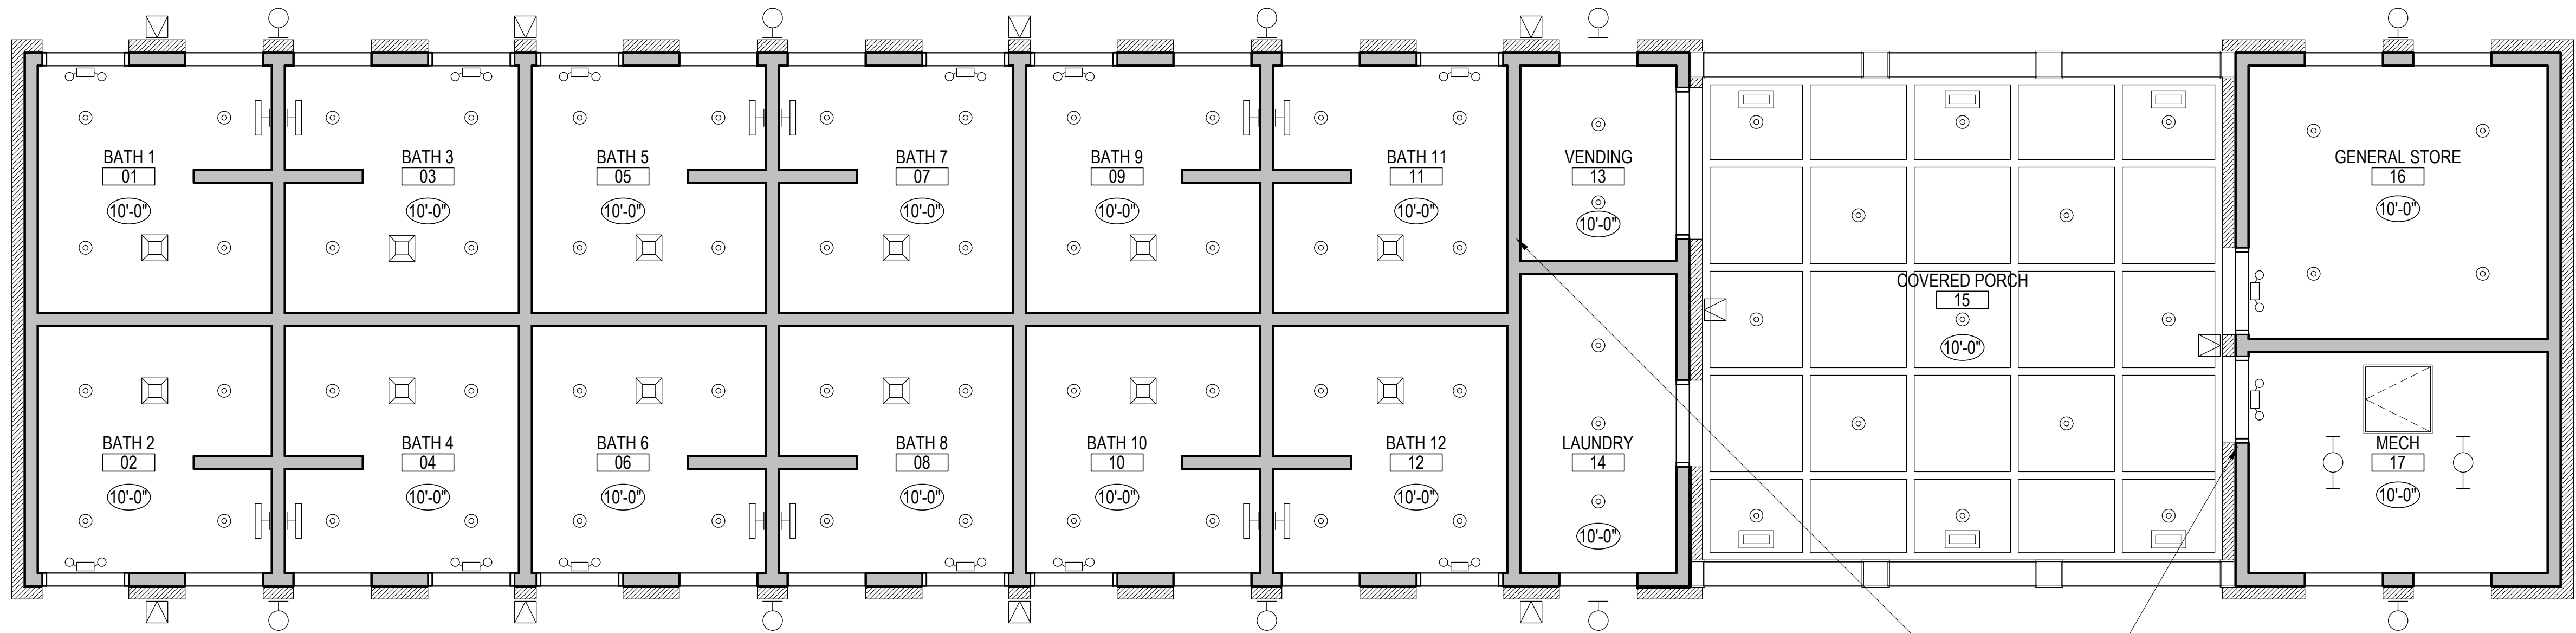 BATH 1
01
10'-0"
BATH 3
03
10'-0"
BATH 5
05
10'-0"
BATH 7
07
10'-0"
BATH 9
09
10'-0"
BATH 11
11
10'-0"
VENDING
13
10'-0"
COVERED PORCH
15
10'-0"
GENERAL STORE
16
10'-0"
BATH 2
02
10'-0"
BATH 4
04
10'-0"
BATH 6
06
10'-0"
BATH 8
08
10'-0"
BATH 10
10
10'-0"
BATH 12
12
10'-0"
LAUNDRY
14
10'-0"
MECH
17
10'-0"